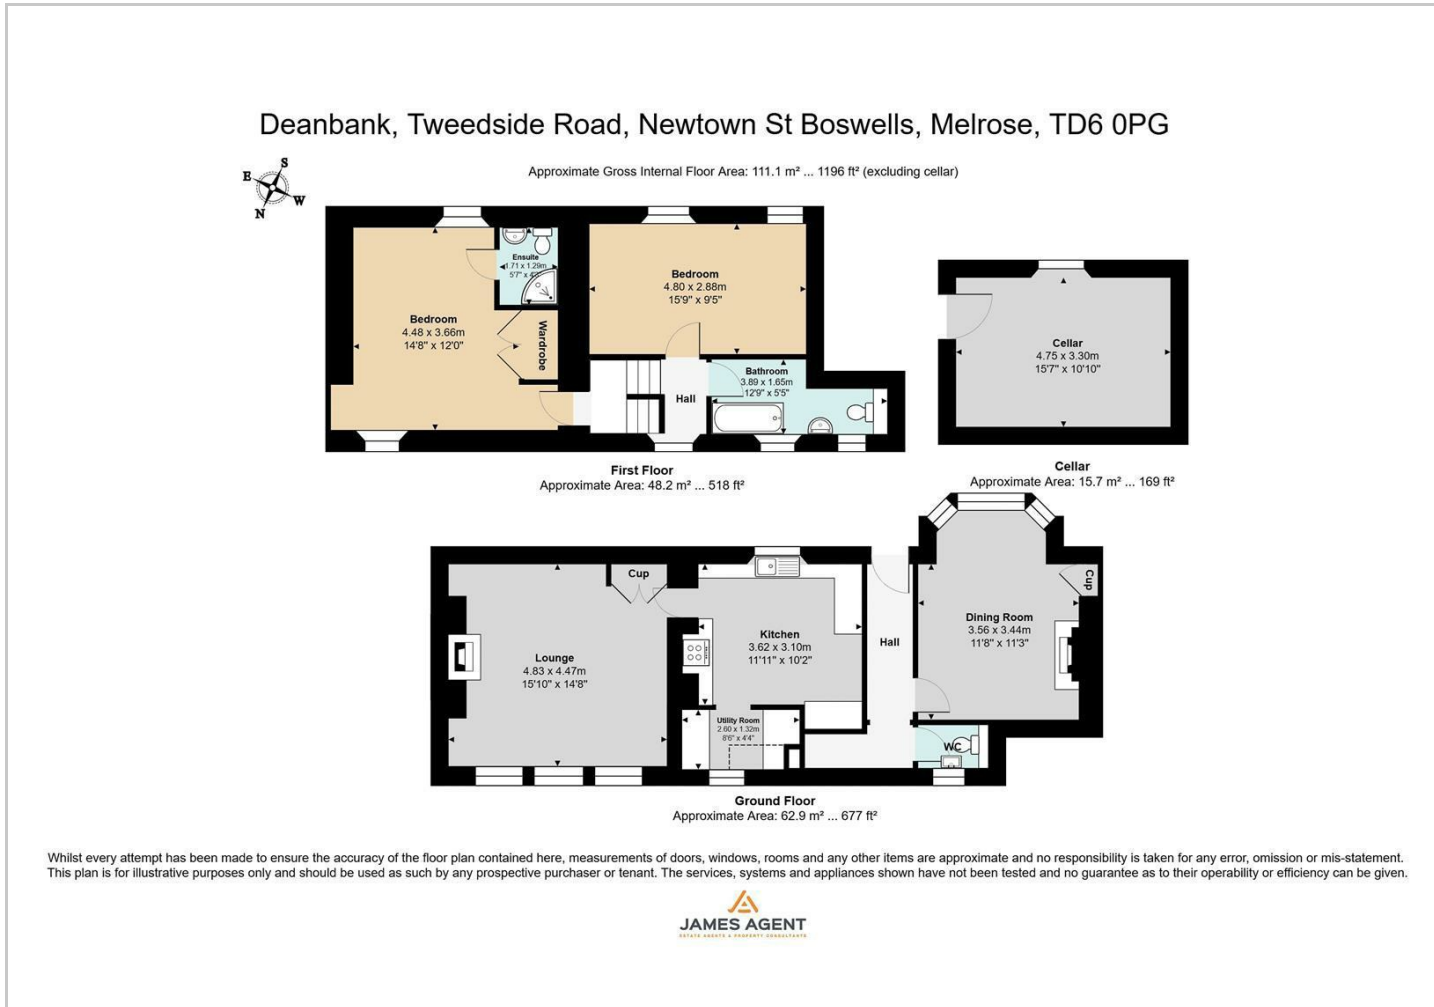 Deanbank, Tweedside Road, Newtown St Boswells, Melrose, TD6 0PG
Approximate Gross Internal Floor Area: 111.1 m² ... 1196 ft² (excluding cellar)
S
E
W
N
Ensuite
1.71 x 1.29m
5'7" x 4'3"
Bedroom
4.48 x 3.66m
14'8" x 12'0"
Wardrobe
Bedroom
4.80 x 2.88m
15'9" x 9'5"
Hall
Bathroom
3.89 x 1.65m
12'9" x 5'5"
First Floor
Approximate Area: 48.2 m² ... 518 ft²
Cellar
4.75 x 3.30m
15'7" x 10'10"
Cellar
Approximate Area: 15.7 m² ... 169 ft²
Cup
Lounge
4.83 x 4.47m
15'10" x 14'8"
Kitchen
3.62 x 3.10m
11'11" x 10'2"
Utility Room
2.60 x 1.32m
8'6" x 4'4"
Hall
Dining Room
3.56 x 3.44m
11'8" x 11'3"
Cup
WC
Ground Floor
Approximate Area: 62.9 m² ... 677 ft²
Whilst every attempt has been made to ensure the accuracy of the floor plan contained here, measurements of doors, windows, rooms and any other items are approximate and no responsibility is taken for any error, omission or mis-statement.
This plan is for illustrative purposes only and should be used as such by any prospective purchaser or tenant. The services, systems and appliances shown have not been tested and no guarantee as to their operability or efficiency can be given.
JAMES AGENT
ESTATE AGENTS & PROPERTY CONSULTANTS